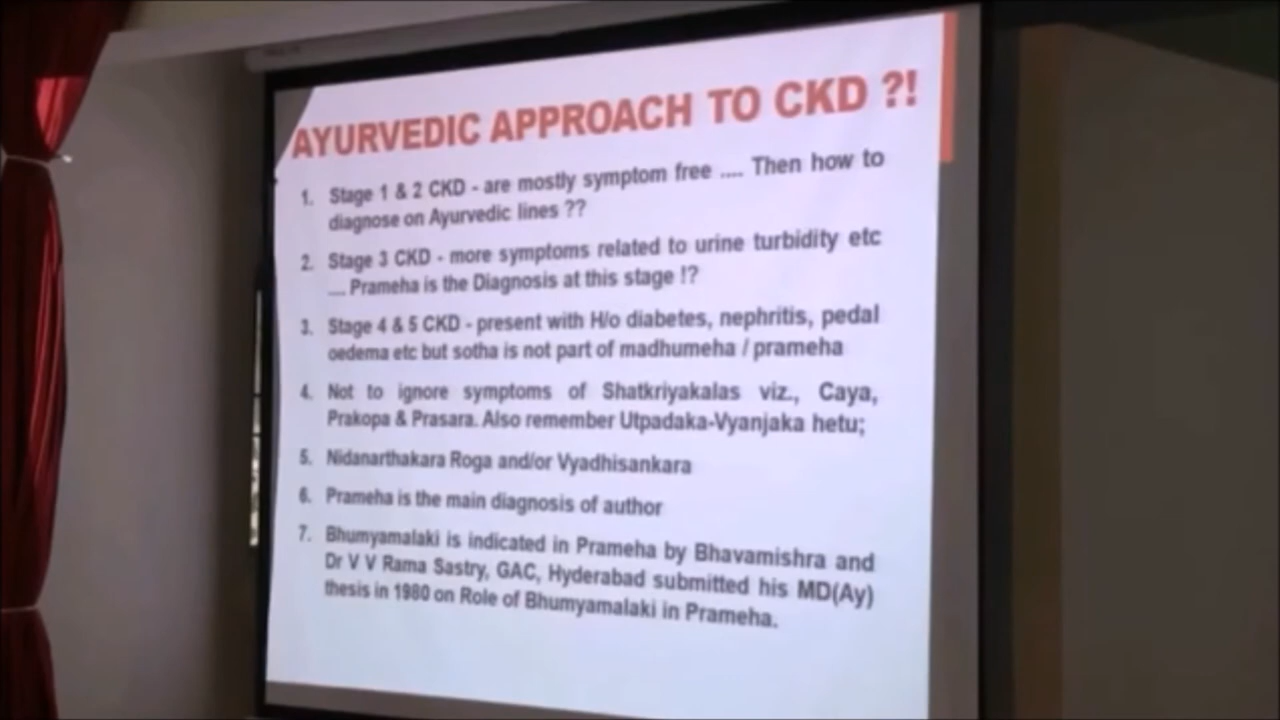 AYURVEDIC APPROACH TO CKD ?!
1. Stage 1 & 2 CKD - are mostly symptom free .... Then how to
diagnose on Ayurvedic lines ??
2. Stage 3 CKD - more symptoms related to urine turbidity etc
.... Prameha is the Diagnosis at this stage !?
3. Stage 4 & 5 CKD - present with H/o diabetes, nephritis, pedal
oedema etc but sotha is not part of madhumeha / prameha
4. Not to ignore symptoms of Shatkriyakalas viz., Caya,
Prakopa & Prasara. Also remember Utpadaka-Vyanjaka hetu;
5. Nidanarthakara Roga and/or Vyadhisankara
6. Prameha is the main diagnosis of author
7. Bhumyamalaki is indicated in Prameha by Bhavamishra and
Dr V V Rama Sastry, GAC, Hyderabad submitted his MD(Ay)
thesis in 1980 on Role of Bhumyamalaki in Prameha.